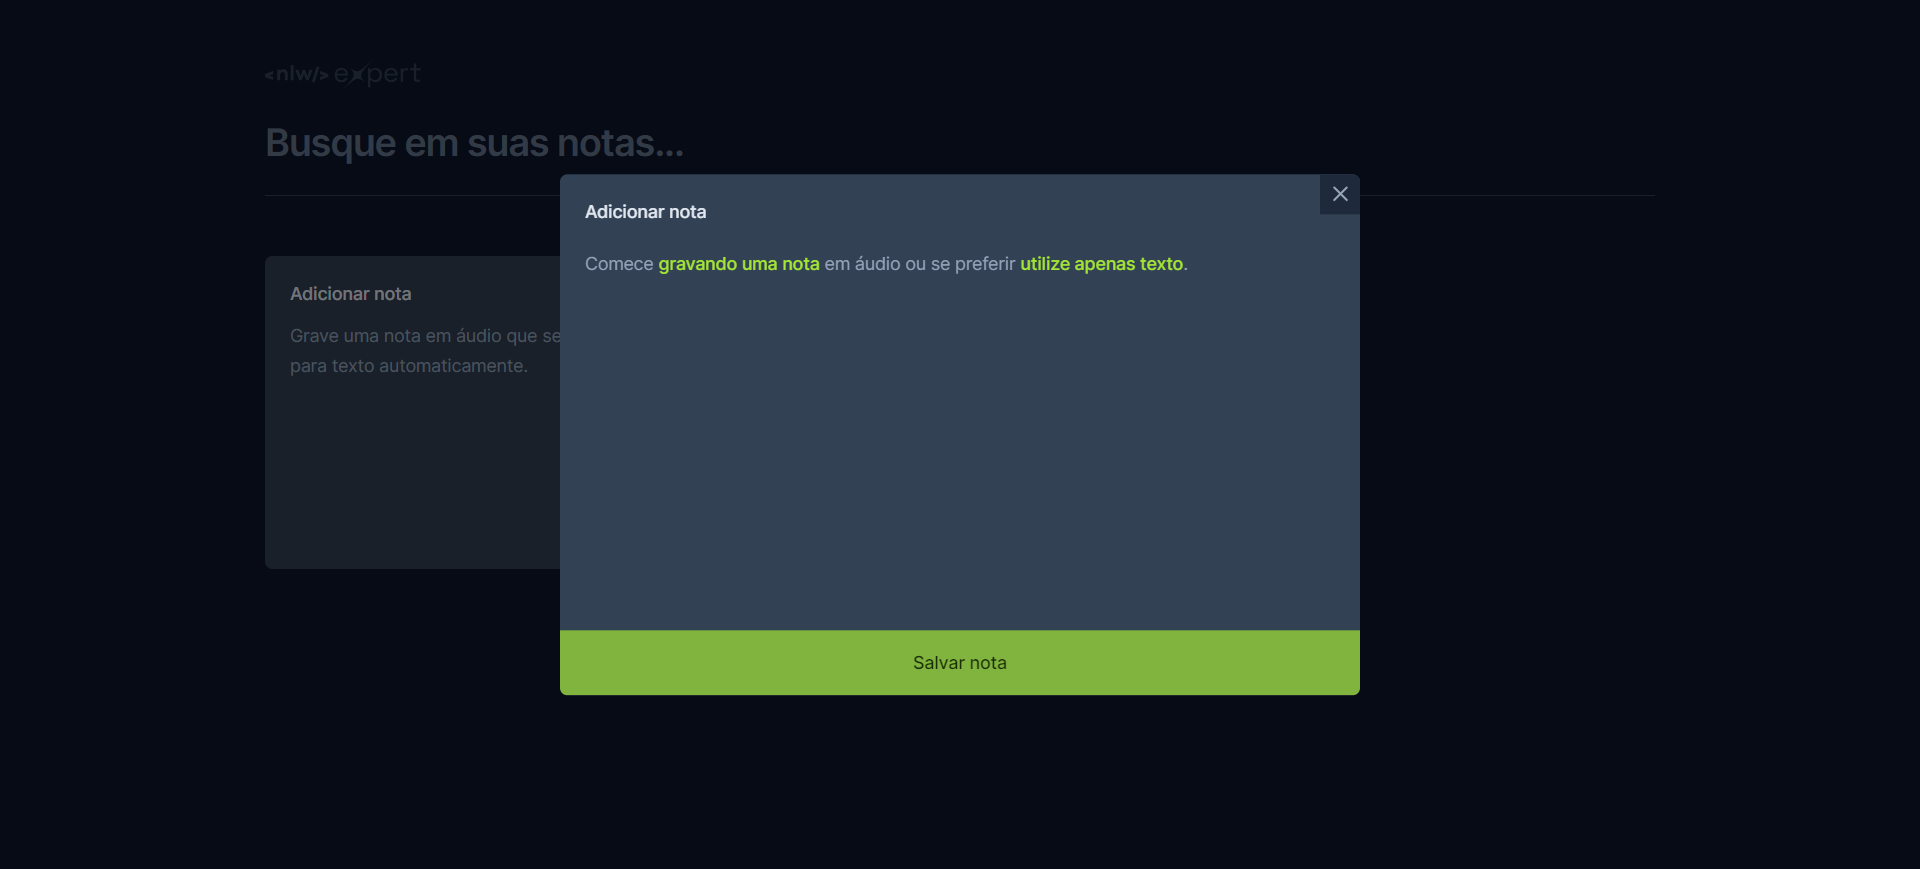 <nlw/> expert
Busque em suas notas...
Adicionar nota
Comece gravando uma nota em áudio ou se preferir utilize apenas texto.
Adicionar nota
Grave uma nota em áudio que se
para texto automaticamente.
Salvar nota